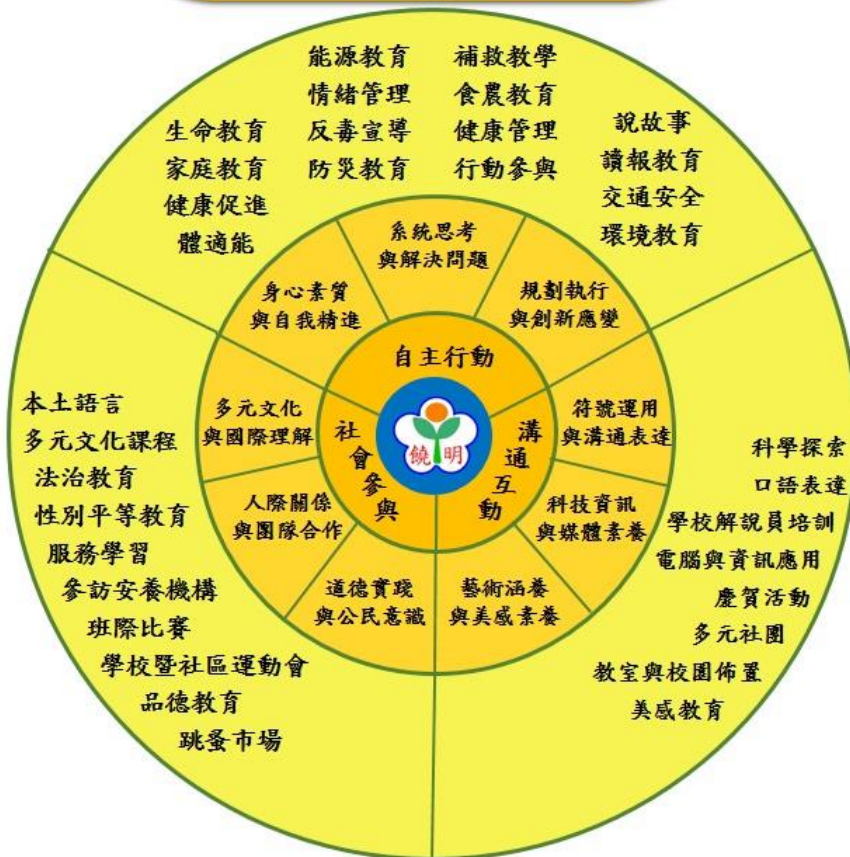 能源教育
情緒管理
反毒宣導
防災教育
補救教學
食農教育
健康管理
行動參與
生命教育
家庭教育
健康促進
體適能
說故事
讀報教育
交通安全
環境教育
系統思考
與解決問題
身心素質
與自我精進
規劃執行
與創新應變
自主行動
多元文化
與國際理解
符號運用
與溝通表達
社會參與
饒明
溝通互動
人際關係
與團隊合作
科技資訊
與媒體素養
道德實踐
與公民意識
藝術涵養
與美感素養
本土語言
多元文化課程
法治教育
性別平等教育
服務學習
參訪安養機構
班際比賽
學校暨社區運動會
品德教育
跳蚤市場
科學探索
口語表達
學校解說員培訓
電腦與資訊應用
慶賀活動
多元社團
教室與校園佈置
美感教育